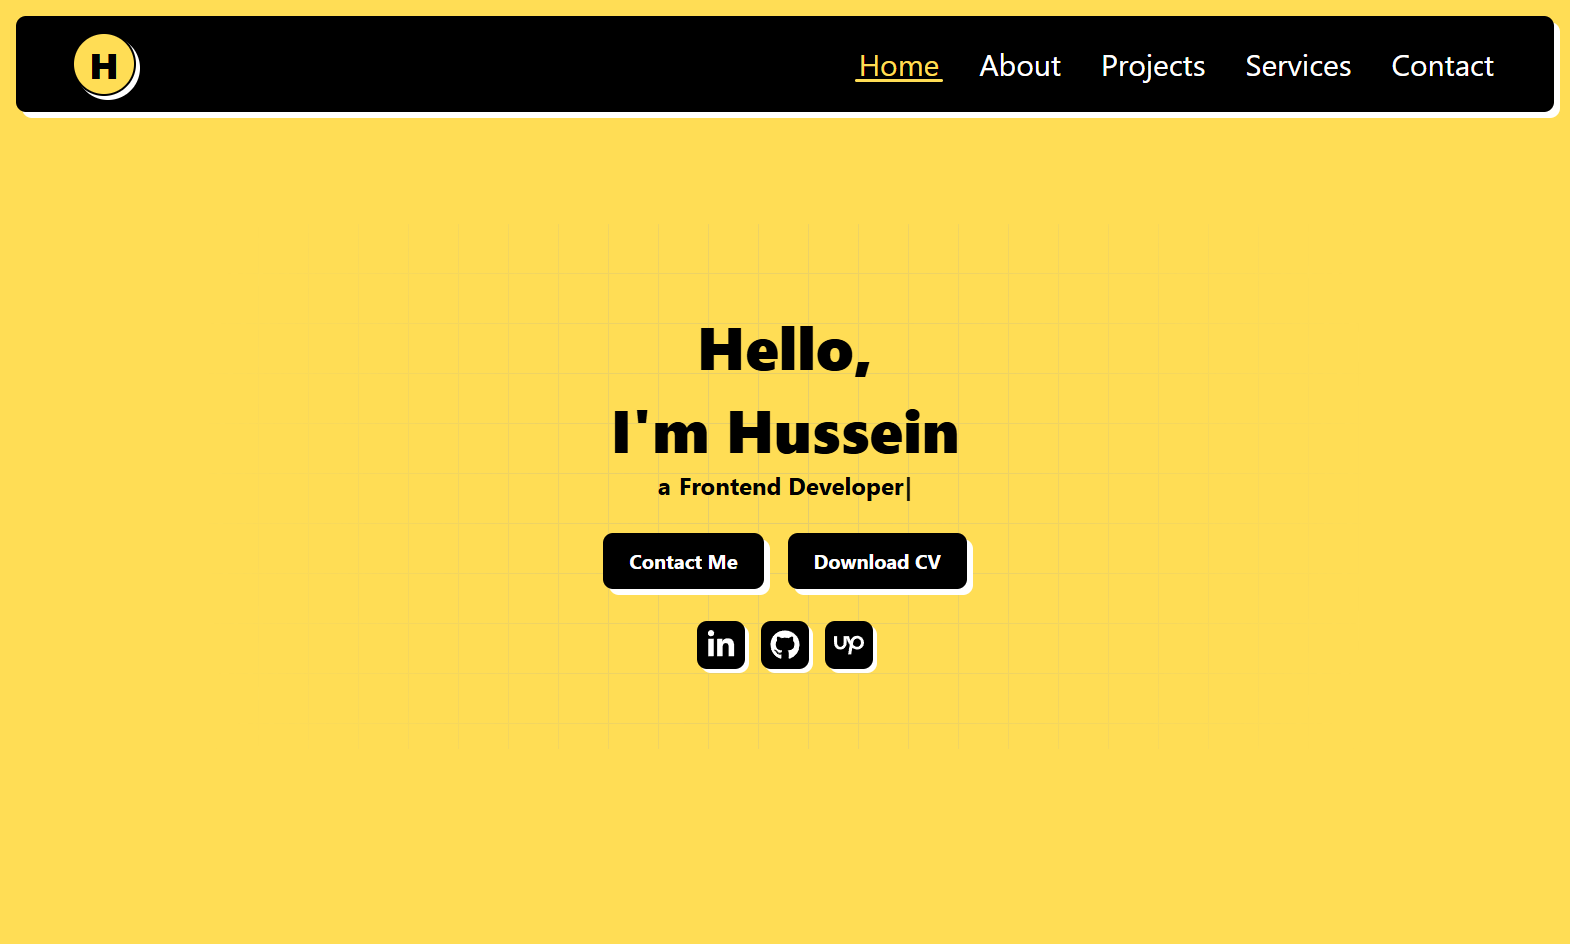 H
Home About Projects Services Contact
Hello,
I'm Hussein
a Frontend Developer|
Contact Me Download CV
in up